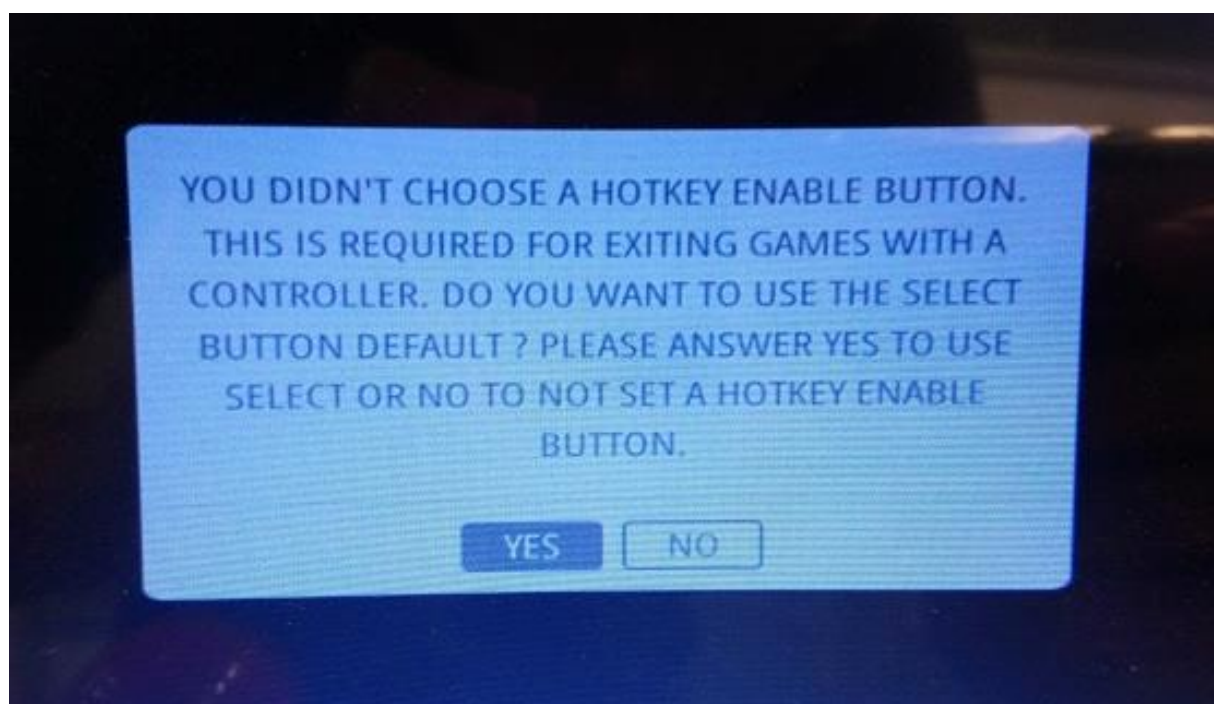 YOU DIDN'T CHOOSE A HOTKEY ENABLE BUTTON.
THIS IS REQUIRED FOR EXITING GAMES WITH A
CONTROLLER. DO YOU WANT TO USE THE SELECT
BUTTON DEFAULT ? PLEASE ANSWER YES TO USE
SELECT OR NO TO NOT SET A HOTKEY ENABLE
BUTTON.
YES NO